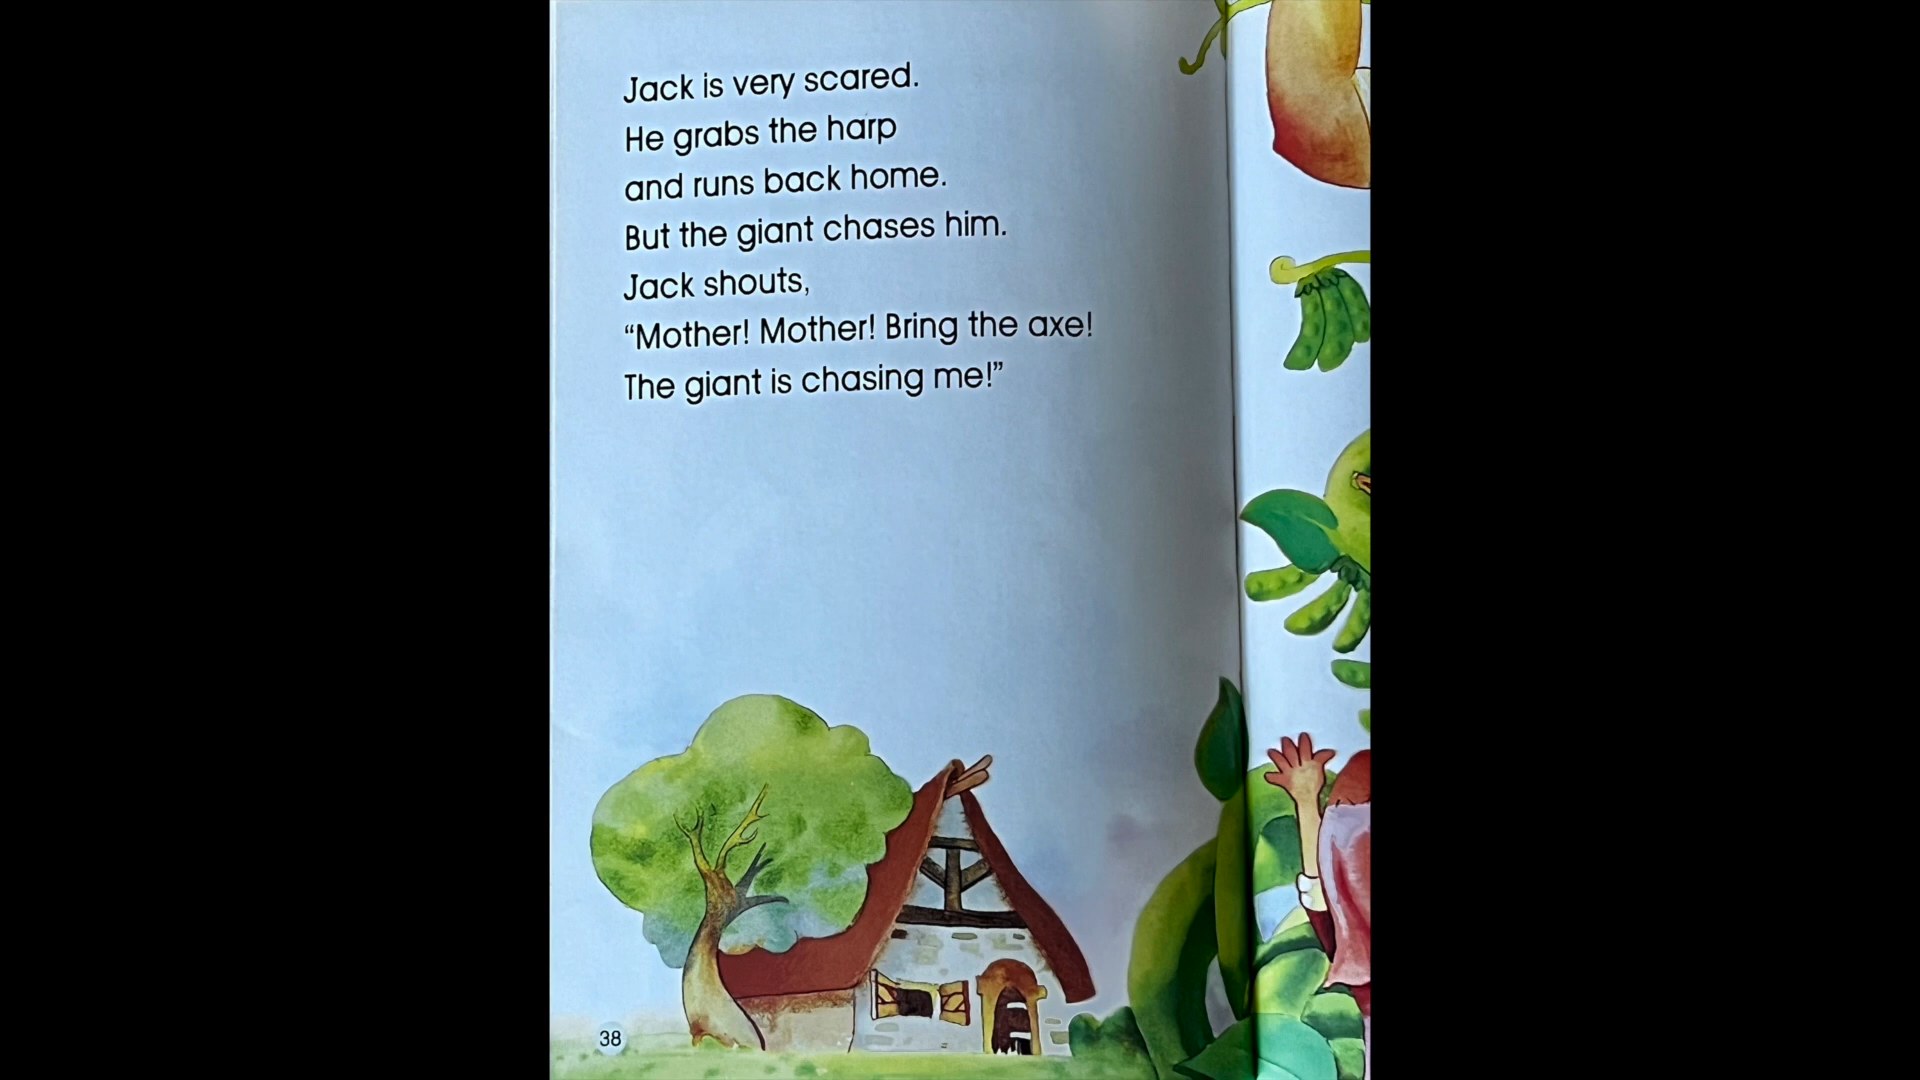 Jack is very scared.
He grabs the harp
and runs back home.
But the giant chases him.
Jack shouts,
“Mother! Mother! Bring the axe!
The giant is chasing me!”
38